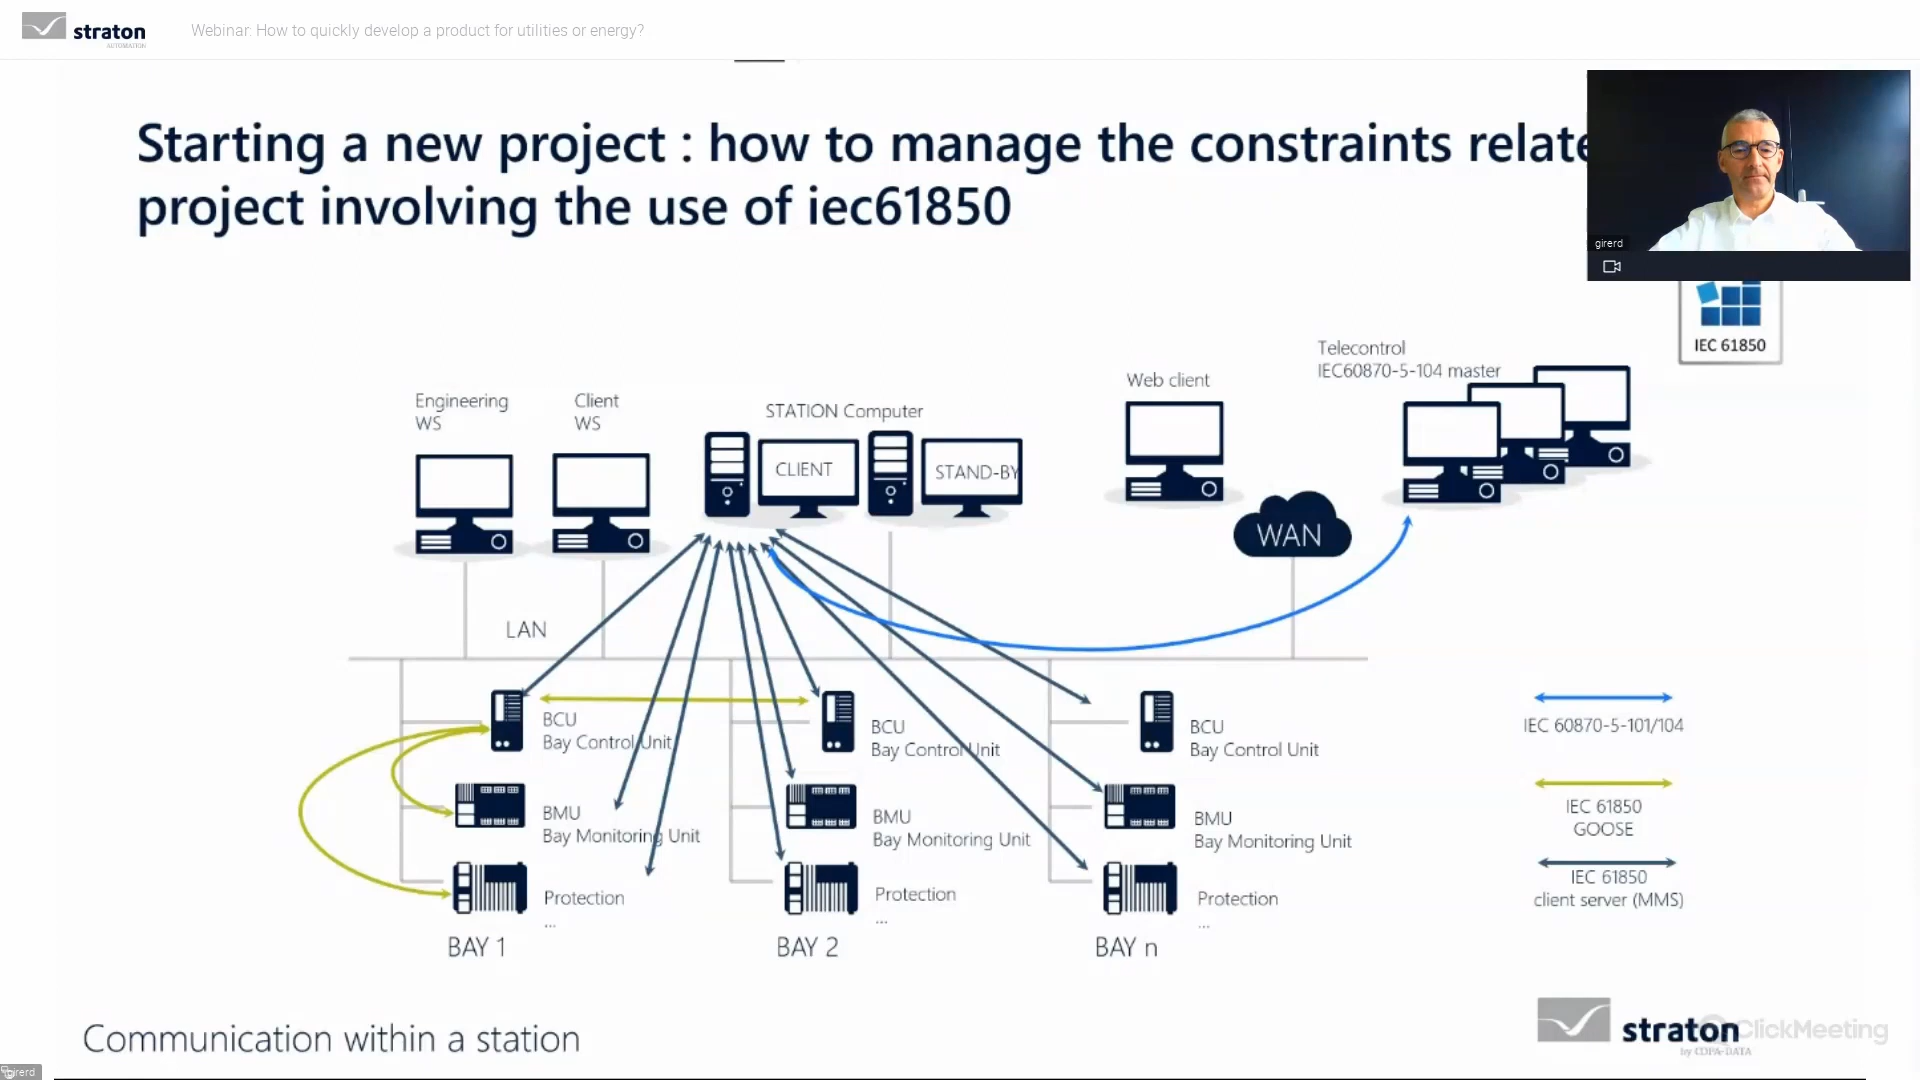 straton
AUTOMATION
Webinar: How to quickly develop a product for utilities or energy?
Starting a new project : how to manage the constraints relate
project involving the use of iec61850
girerd
IEC 61850
Telecontrol
IEC60870-5-104 master
Web client
Engineering
WS
Client
WS
STATION Computer
CLIENT
STAND-BY
WAN
LAN
BCU
Bay Control Unit
BCU
Bay Control Unit
BCU
Bay Control Unit
IEC 60870-5-101/104
BMU
Bay Monitoring Unit
BMU
Bay Monitoring Unit
BMU
Bay Monitoring Unit
IEC 61850
GOOSE
IEC 61850
client server (MMS)
Protection
...
Protection
...
Protection
...
BAY 1
BAY 2
BAY n
Communication within a station
straton
by COPA-DATA
ClickMeeting
girerd